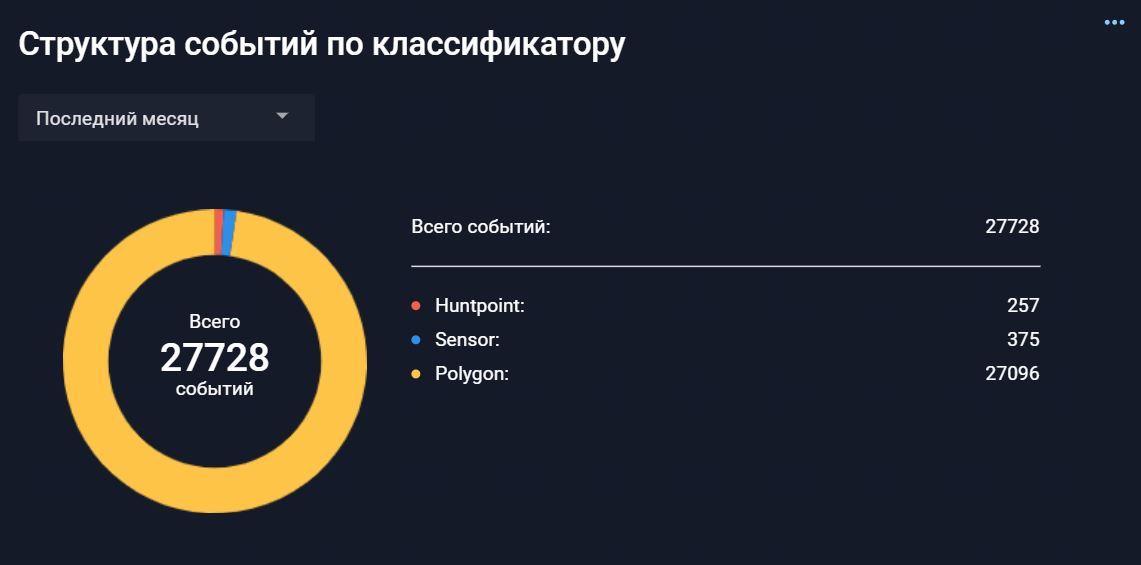 Структура событий по классификатору
Последний месяц
Всего
27728
событий
Всего событий: 27728
Huntpoint: 257
Sensor: 375
Polygon: 27096